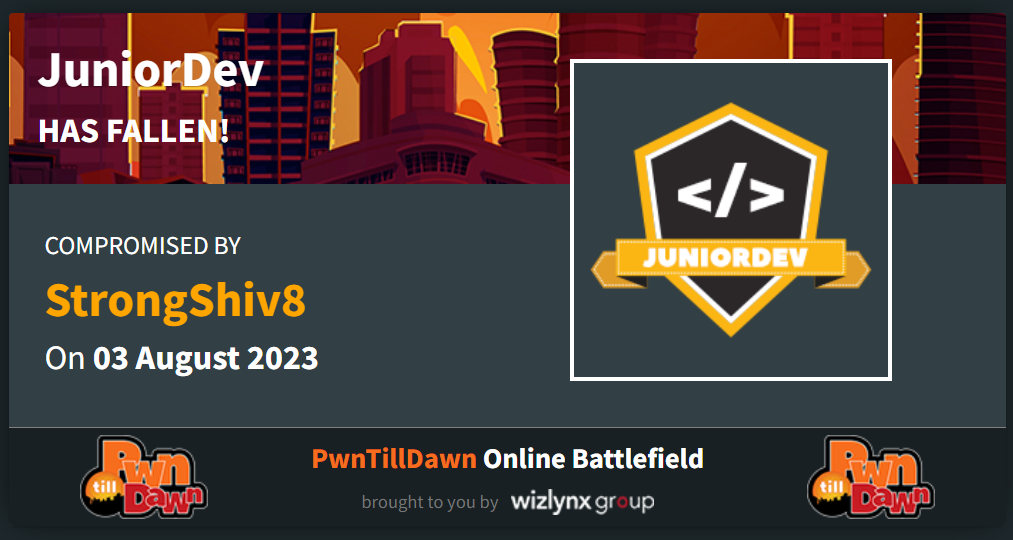 JuniorDev
HAS FALLEN!
</>
JUNIORDEV
COMPROMISED BY
StrongShiv8
On 03 August 2023
Pwn
till
Dawn
PwnTillDawn Online Battlefield
brought to you by wizlynx group
Pwn
till
Dawn